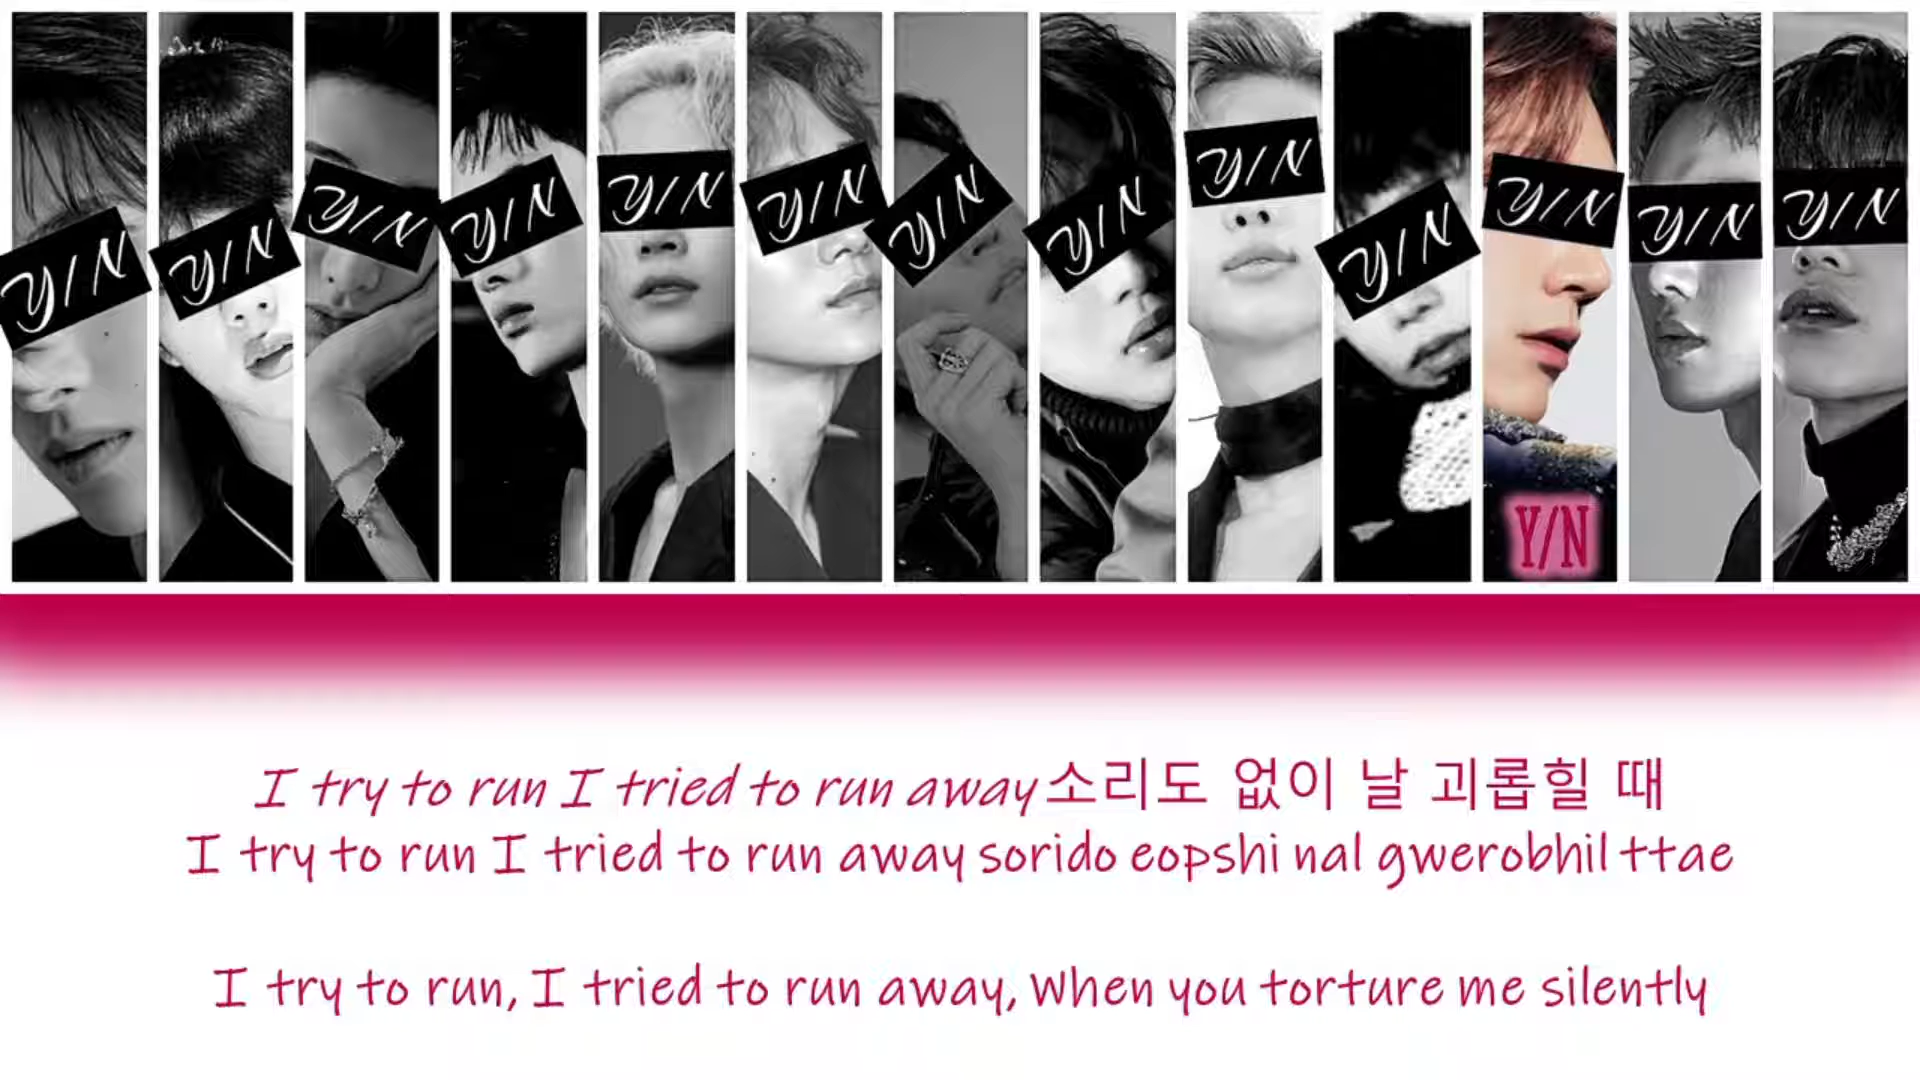 Y/N
Y/N
Y/N
Y/N
Y/N
Y/N
Y/N
Y/N
Y/N
Y/N
Y/N
Y/N
Y/N
Y/N
I try to run I tried to run away 소리도 없이 날 괴롭힐 때
I try to run I tried to run away sorido eopshi nal gwerobhil ttae
I try to run, I tried to run away, When you torture me silently